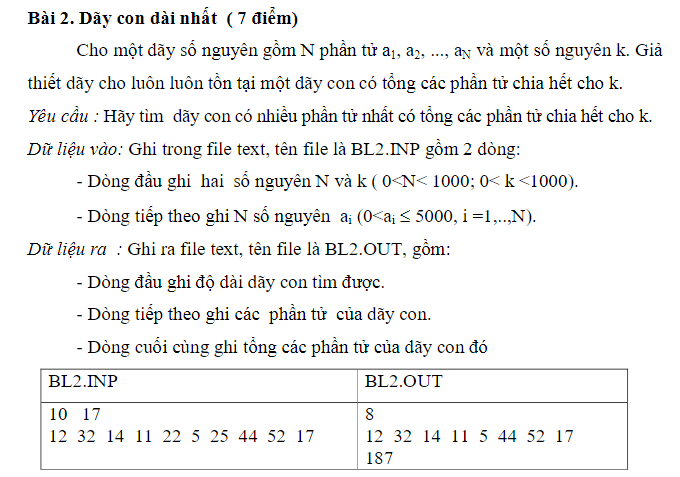 Bài 2. Dãy con dài nhất ( 7 điểm)
Cho một dãy số nguyên gồm N phần tử a₁, a₂, ..., aN và một số nguyên k. Giả
thiết dãy cho luôn luôn tồn tại một dãy con có tổng các phần tử chia hết cho k.
Yêu cầu : Hãy tìm dãy con có nhiều phần tử nhất có tổng các phần tử chia hết cho k.
Dữ liệu vào: Ghi trong file text, tên file là BL2.INP gồm 2 dòng:
- Dòng đầu ghi hai số nguyên N và k ( 0<N< 1000; 0< k <1000).
- Dòng tiếp theo ghi N số nguyên aᵢ (0<aᵢ ≤ 5000, i =1,..,N).
Dữ liệu ra : Ghi ra file text, tên file là BL2.OUT, gồm:
- Dòng đầu ghi độ dài dãy con tìm được.
- Dòng tiếp theo ghi các phần tử của dãy con.
- Dòng cuối cùng ghi tổng các phần tử của dãy con đó
BL2.INP BL2.OUT
10 17 8
12 32 14 11 22 5 25 44 52 17 12 32 14 11 5 44 52 17
187